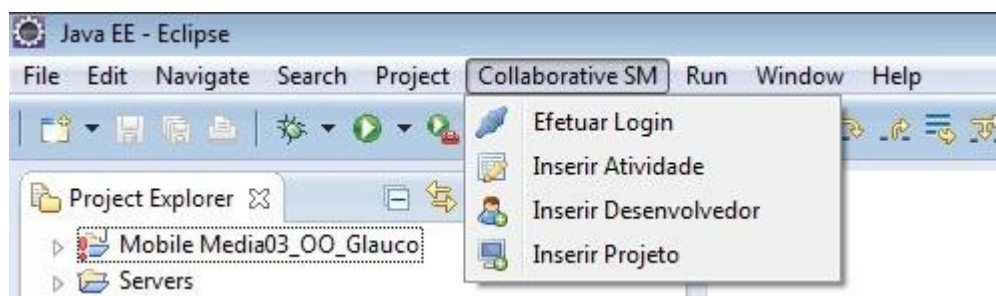 Java EE - Eclipse
File Edit Navigate Search Project Collaborative SM Run Window Help
Efetuar Login
Inserir Atividade
Inserir Desenvolvedor
Inserir Projeto
Project Explorer
Mobile Media03_OO_Glauco
Servers